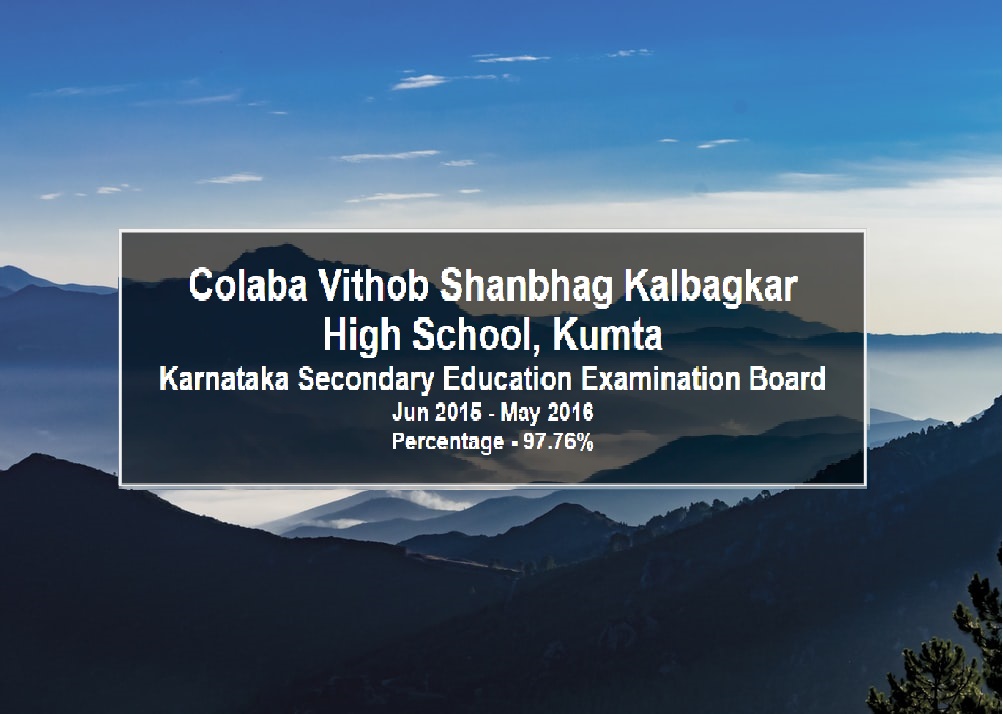 Colaba Vithob Shanbhag Kalbagkar
High School, Kumta
Karnataka Secondary Education Examination Board
Jun 2015 - May 2016
Percentage - 97.76%